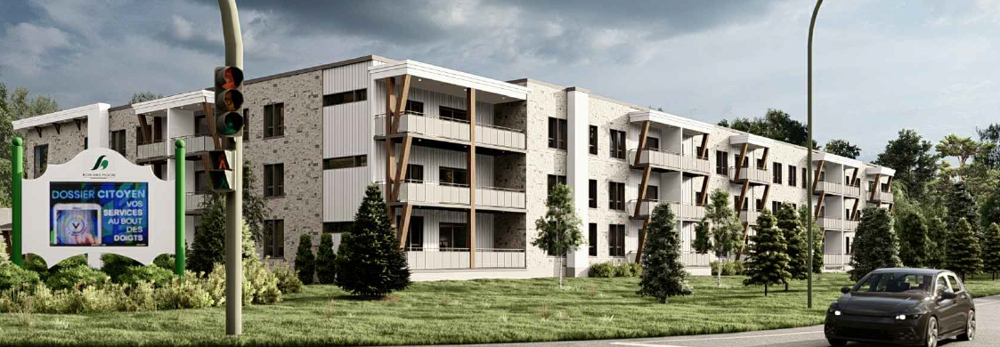 DOSSIER CITOYEN
VOS
SERVICES
AU BOUT
DES
DOIGTS